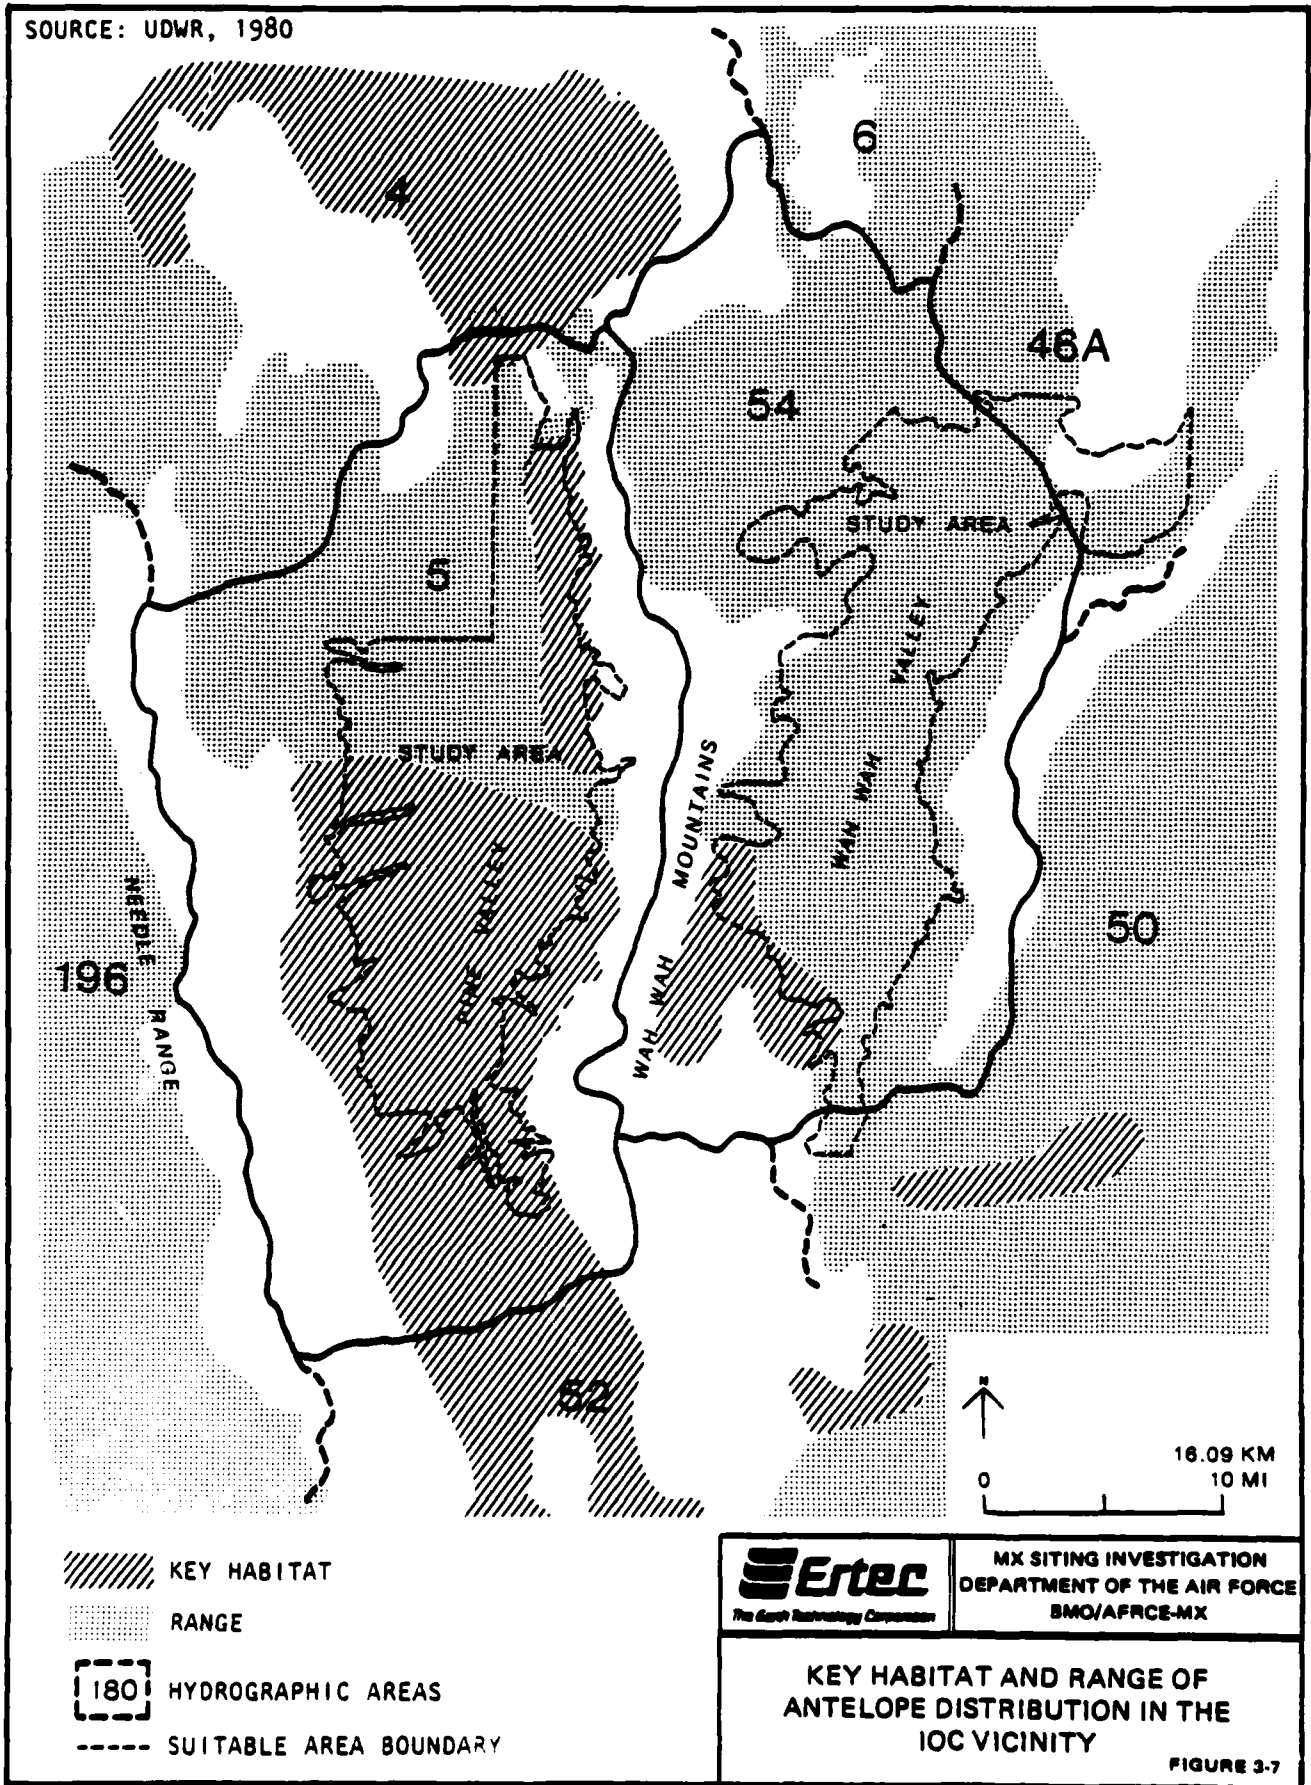 SOURCE: UDWR, 1980
6
4
46A
54
STUDY AREA
5
VALLEY
WAH WAH
STUDY AREA
MOUNTAINS
WAH WAH
PINE VALLEY
NEEDLE
RANGE
196
50
52
N
16.09 KM
0
10 MI
KEY HABITAT
RANGE
180 HYDROGRAPHIC AREAS
SUITABLE AREA BOUNDARY
Ertec
The Earth Technology Corporation
MX SITING INVESTIGATION
DEPARTMENT OF THE AIR FORCE
BMO/AFRCE-MX
KEY HABITAT AND RANGE OF
ANTELOPE DISTRIBUTION IN THE
IOC VICINITY
FIGURE 3-7